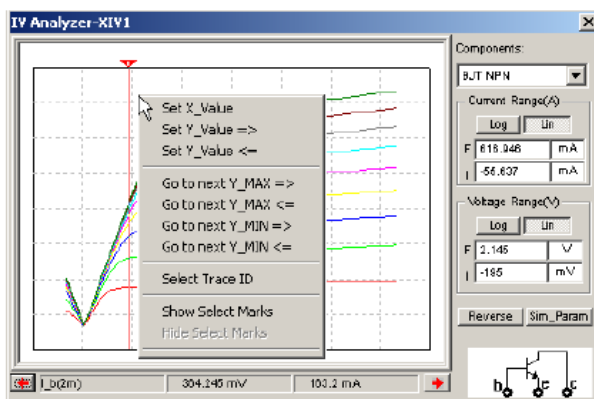 IV Analyzer-XIV1
Components:
BJT NPN
Current Range(A)
Log Lin
F 616.946 mA
I -55.637 mA
Voltage Range(V)
Log Lin
F 2.145 V
I -195 mV
Reverse Sim_Param
b e c
Set X_Value
Set Y_Value =>
Set Y_Value <=
Go to next Y_MAX =>
Go to next Y_MAX <=
Go to next Y_MIN =>
Go to next Y_MIN <=
Select Trace ID
Show Select Marks
Hide Select Marks
I_b(2m) 304.245 mV 103.2 mA